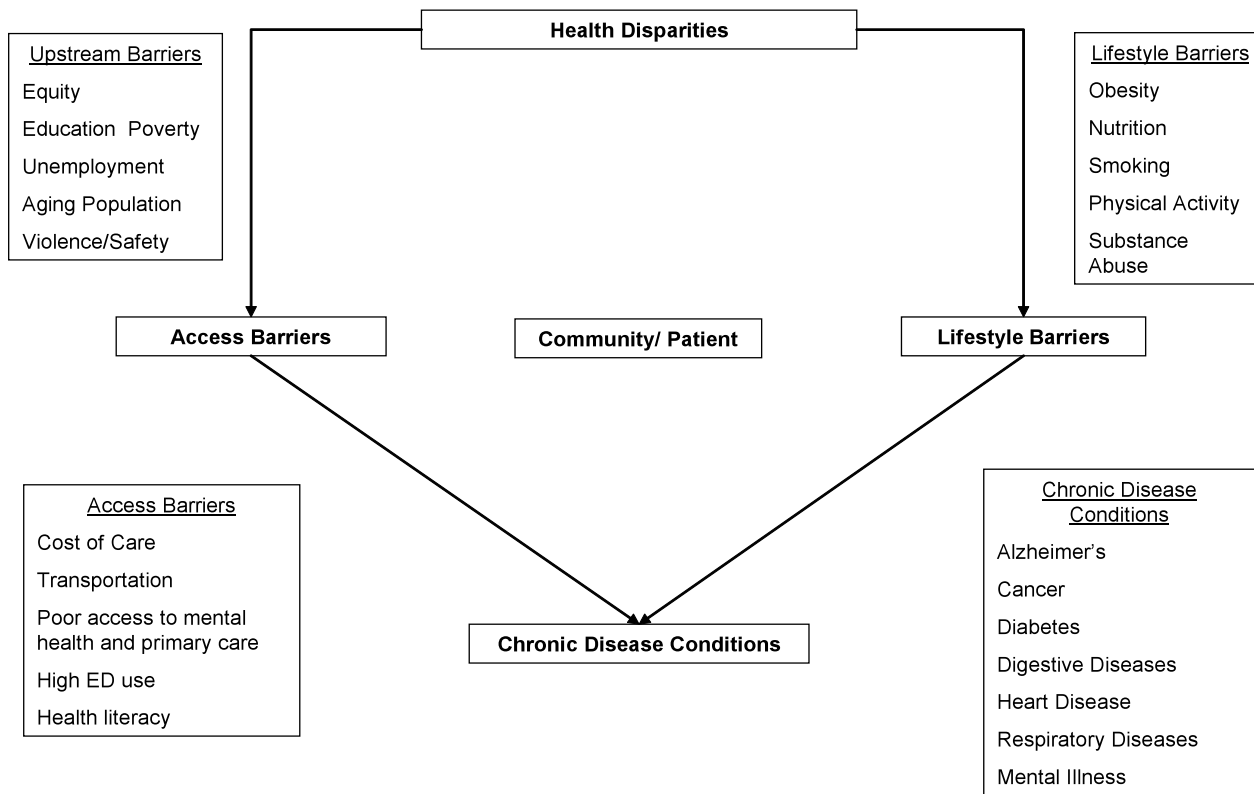 Health Disparities
Upstream Barriers
Equity
Education  Poverty
Unemployment
Aging Population
Violence/Safety
Lifestyle Barriers
Obesity
Nutrition
Smoking
Physical Activity
Substance
Abuse
Access Barriers
Community/ Patient
Lifestyle Barriers
Access Barriers
Cost of Care
Transportation
Poor access to mental
health and primary care
High ED use
Health literacy
Chronic Disease Conditions
Chronic Disease
Conditions
Alzheimer’s
Cancer
Diabetes
Digestive Diseases
Heart Disease
Respiratory Diseases
Mental Illness